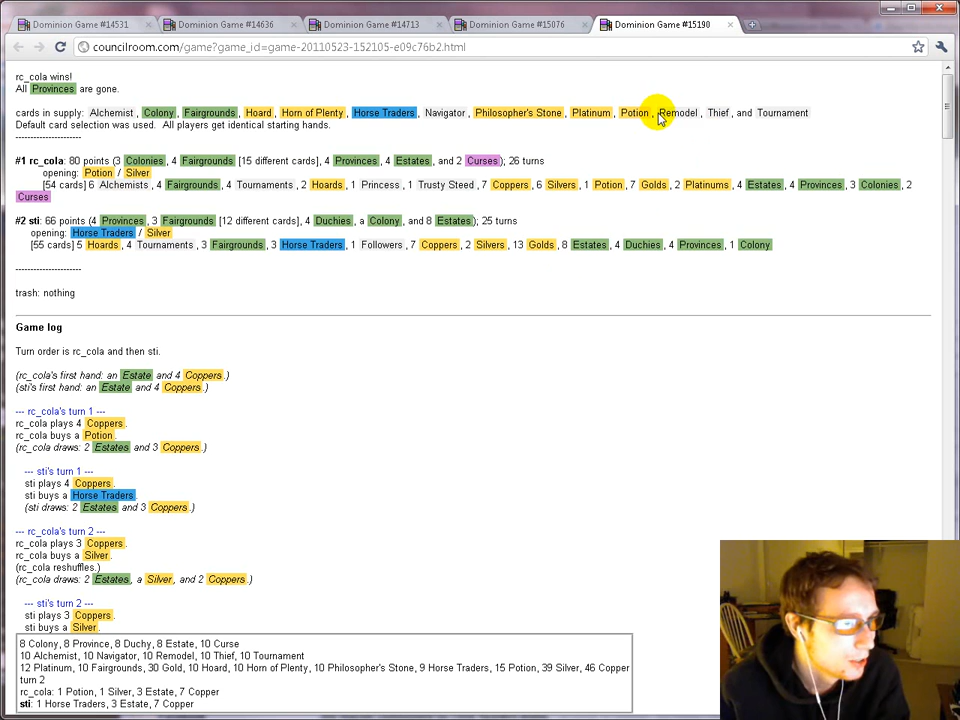 Dominion Game #14531 Dominion Game #14636 Dominion Game #14713 Dominion Game #15076 Dominion Game #15190
councilroom.com/game?game_id=game-20110523-152105-e09c76b2.html
rc_cola wins!
All Provinces are gone.
cards in supply: Alchemist , Colony, Fairgrounds , Hoard , Horn of Plenty , Horse Traders , Navigator , Philosopher's Stone , Platinum , Potion , Remodel , Thief , and Tournament
Default card selection was used. All players get identical starting hands.
----------------------
#1 rc_cola: 80 points (3 Colonies, 4 Fairgrounds [15 different cards], 4 Provinces, 4 Estates, and 2 Curses); 26 turns
opening: Potion / Silver
[54 cards] 6 Alchemists , 4 Fairgrounds, 4 Tournaments , 2 Hoards, 1 Princess, 1 Trusty Steed, 7 Coppers, 6 Silvers, 1 Potion, 7 Golds, 2 Platinums , 4 Estates, 4 Provinces, 3 Colonies, 2
Curses
#2 sti: 66 points (4 Provinces, 3 Fairgrounds [12 different cards], 4 Duchies, a Colony, and 8 Estates); 25 turns
opening: Horse Traders / Silver
[55 cards] 5 Hoards, 4 Tournaments , 3 Fairgrounds, 3 Horse Traders, 1 Followers, 7 Coppers, 2 Silvers, 13 Golds, 8 Estates, 4 Duchies, 4 Provinces, 1 Colony
----------------------
trash: nothing
Game log
Turn order is rc_cola and then sti.
(rc_cola's first hand: an Estate and 4 Coppers.)
(sti's first hand: an Estate and 4 Coppers.)
--- rc_cola's turn 1 ---
rc_cola plays 4 Coppers.
rc_cola buys a Potion.
(rc_cola draws: 2 Estates and 3 Coppers.)
--- sti's turn 1 ---
sti plays 4 Coppers.
sti buys a Horse Traders.
(sti draws: 2 Estates and 3 Coppers.)
--- rc_cola's turn 2 ---
rc_cola plays 3 Coppers.
rc_cola buys a Silver.
(rc_cola reshuffles.)
(rc_cola draws: 2 Estates, a Silver, and 2 Coppers.)
--- sti's turn 2 ---
sti plays 3 Coppers.
sti buys a Silver.
8 Colony, 8 Province, 8 Duchy, 8 Estate, 10 Curse
10 Alchemist, 10 Navigator, 10 Remodel, 10 Thief, 10 Tournament
12 Platinum, 10 Fairgrounds, 30 Gold, 10 Hoard, 10 Horn of Plenty, 10 Philosopher's Stone, 9 Horse Traders, 15 Potion, 39 Silver, 46 Copper
turn 2
rc_cola: 1 Potion, 1 Silver, 3 Estate, 7 Copper
sti: 1 Horse Traders, 3 Estate, 7 Copper